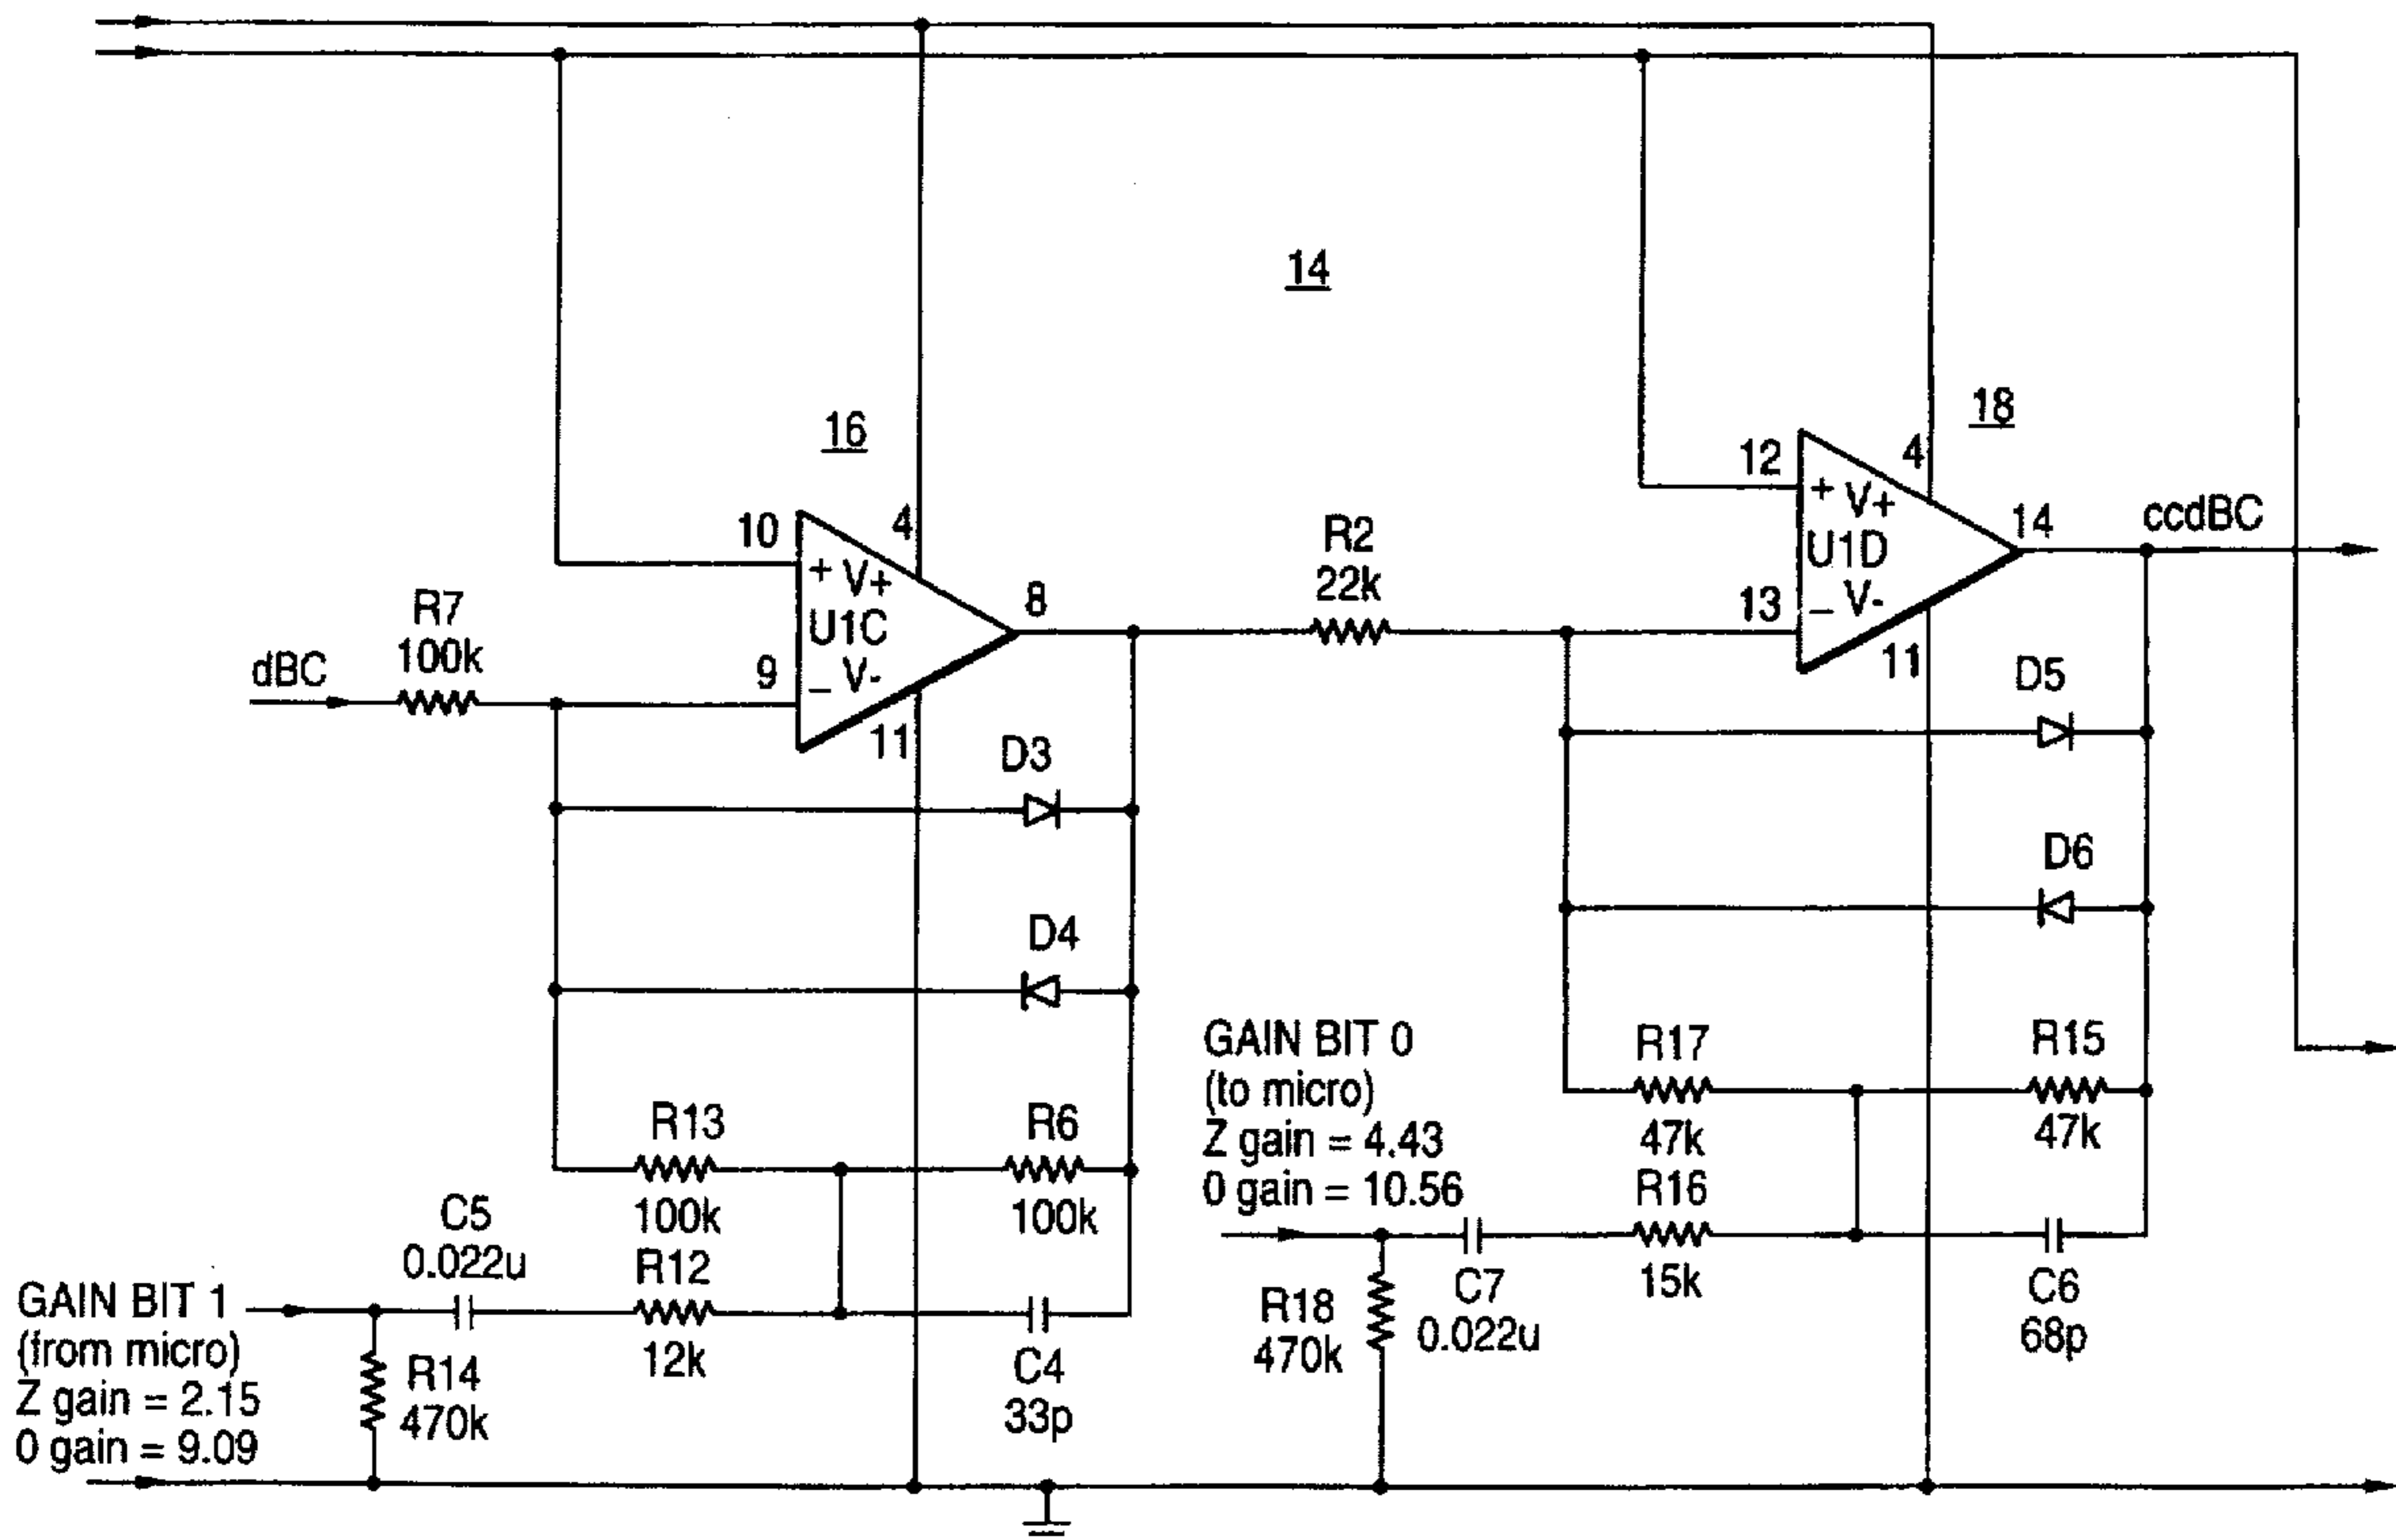 14
16
18
10
4
+ V+
U1C
9
– V-
11
8
R7
100k
dBC
R2
22k
12
4
+ V+
U1D
13
– V-
11
14
ccdBC
D3
D4
D5
D6
R13
100k
R6
100k
C5
0.022u
R12
12k
C4
33p
GAIN BIT 1
(from micro)
Z gain = 2.15
0 gain = 9.09
R14
470k
GAIN BIT 0
(to micro)
Z gain = 4.43
0 gain = 10.56
R17
47k
R15
47k
R16
15k
C7
0.022u
R18
470k
C6
68p